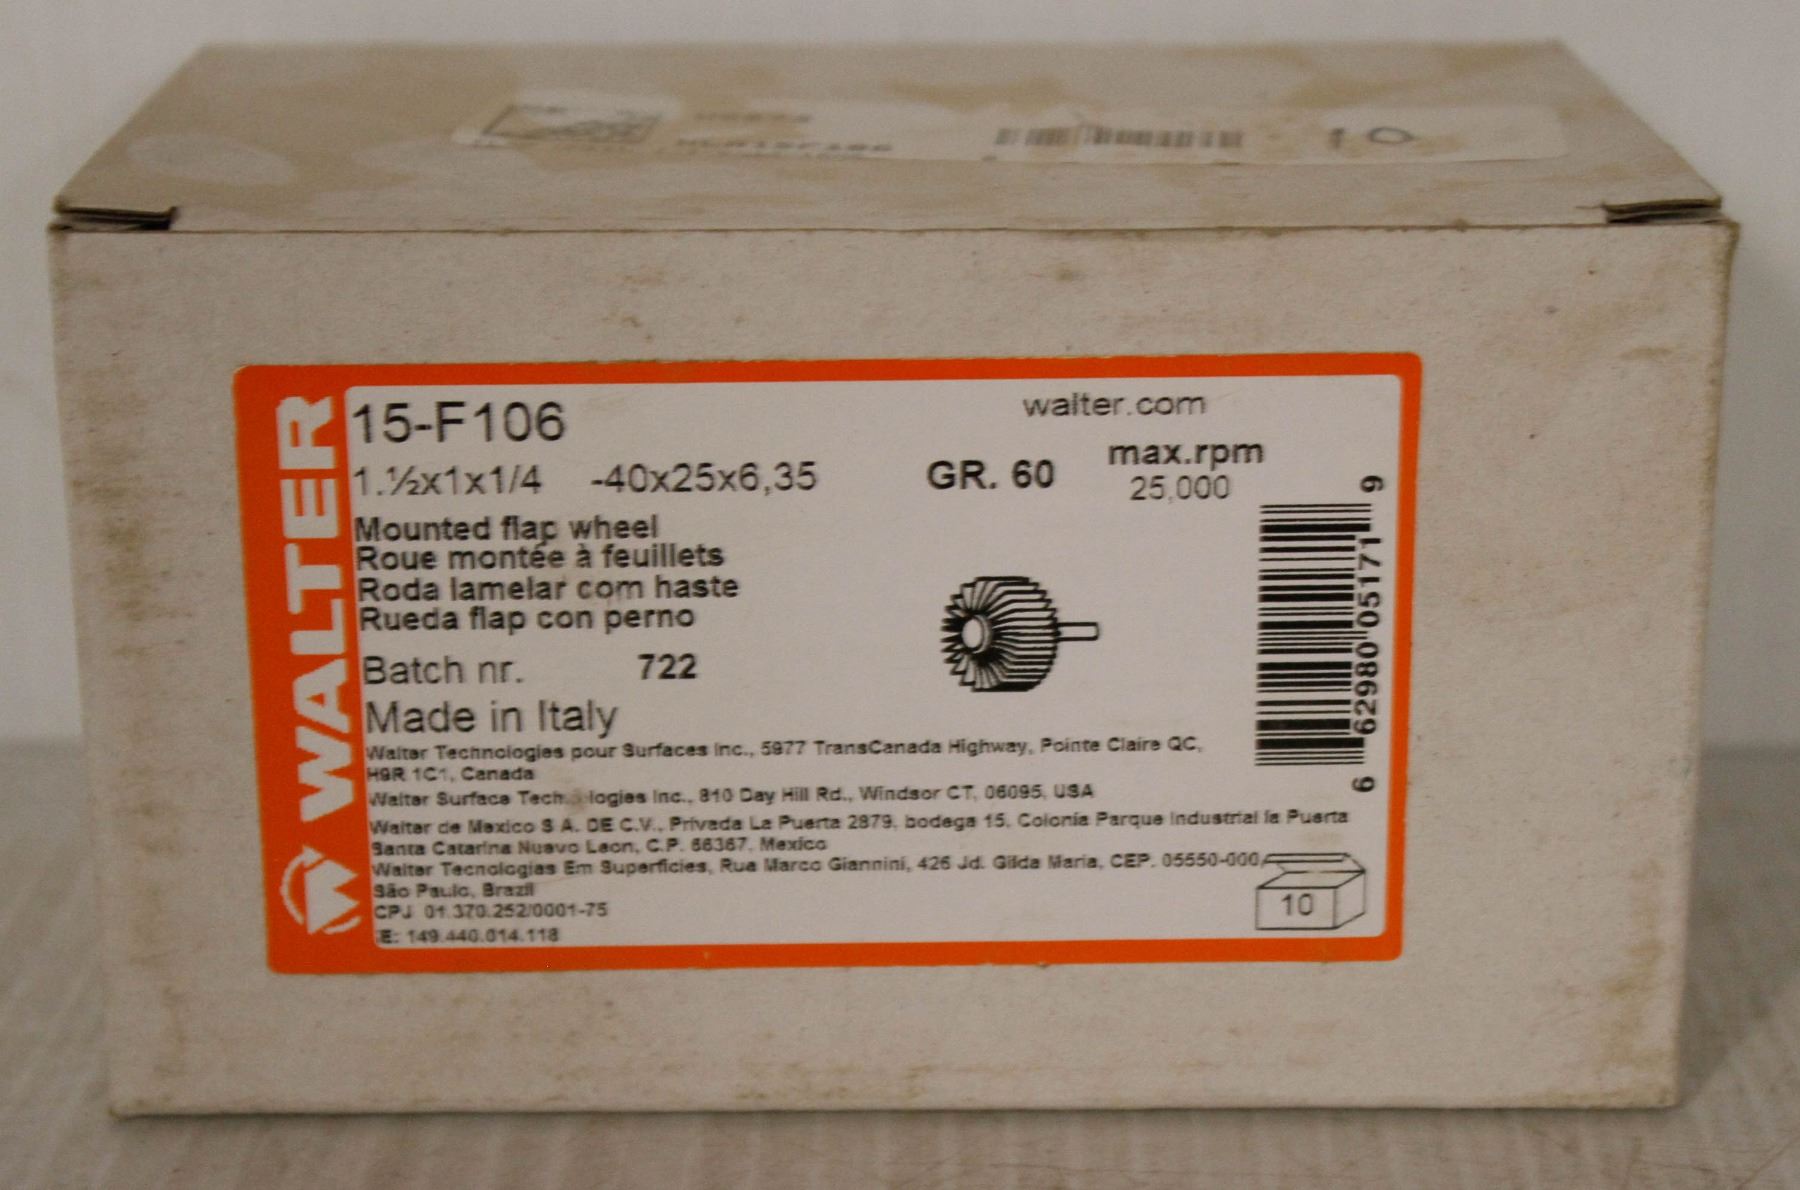 10
WALTER
15-F106
walter.com
1.½x1x1/4 -40x25x6,35 GR. 60 max.rpm
25,000
Mounted flap wheel
Roue montée à feuillets
Roda lamelar com haste
Rueda flap con perno
Batch nr. 722
Made in Italy
Walter Technologies pour Surfaces Inc., 5977 TransCanada Highway, Pointe Claire QC,
H9R 1C1, Canada
Walter Surface Inc., 810 Day Hill Rd., Windsor CT, 06095, USA
Walter de Mexico S A. DE C.V., Privada La Puerta 2879, bodega 15, Colonia Parque Industrial la Puerta
Santa Catarina Nuevo Leon, C.P. 66367, Mexico
Walter Tecnologias Em Superficies, Rua Marco Giannini, 426 Jd. Gilda Maria, CEP. 05550-000,
São Paulo, Brazil
CPJ 01.370.252/0001-75
IE: 149.440.014.118
10
6 62980 05171 9